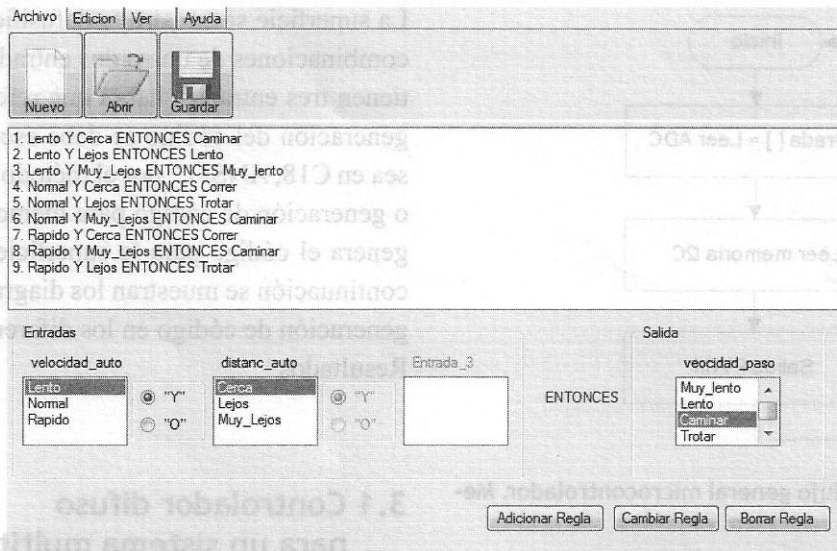 Archivo Edicion Ver Ayuda
Nuevo Abrir Guardar
1. Lento Y Cerca ENTONCES Caminar
2. Lento Y Lejos ENTONCES Lento
3. Lento Y Muy_Lejos ENTONCES Muy_lento
4. Normal Y Cerca ENTONCES Correr
5. Normal Y Lejos ENTONCES Trotar
6. Normal Y Muy_Lejos ENTONCES Caminar
7. Rapido Y Cerca ENTONCES Correr
8. Rapido Y Muy_Lejos ENTONCES Caminar
9. Rapido Y Lejos ENTONCES Trotar
Entradas
Salida
velocidad_auto distanc_auto Entrada_3 veocidad_paso
Lento
Normal
Rapido
"Y"
"O"
Cerca
Lejos
Muy_Lejos
"Y"
"O"
ENTONCES
Muy_lento
Lento
Caminar
Trotar
Adicionar Regla Cambiar Regla Borrar Regla
3.1 Controlador difuso
para un sistema